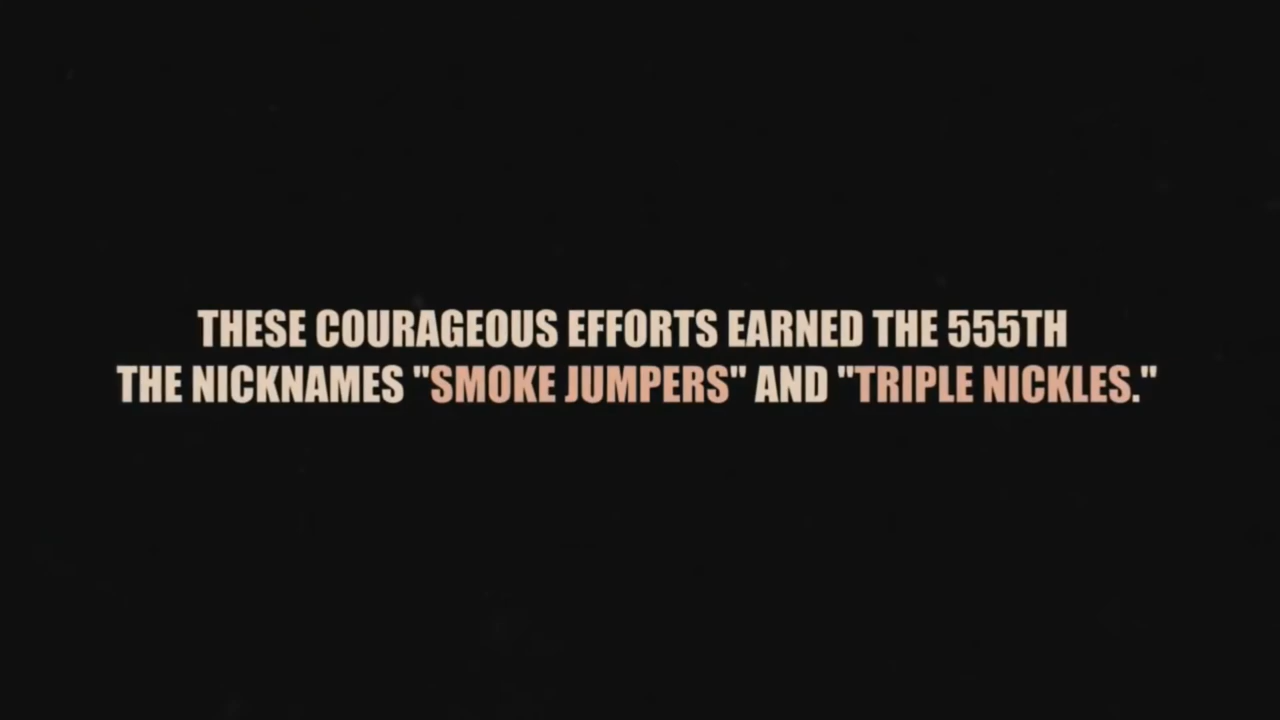 THESE COURAGEOUS EFFORTS EARNED THE 555TH
THE NICKNAMES "SMOKE JUMPERS" AND "TRIPLE NICKLES."